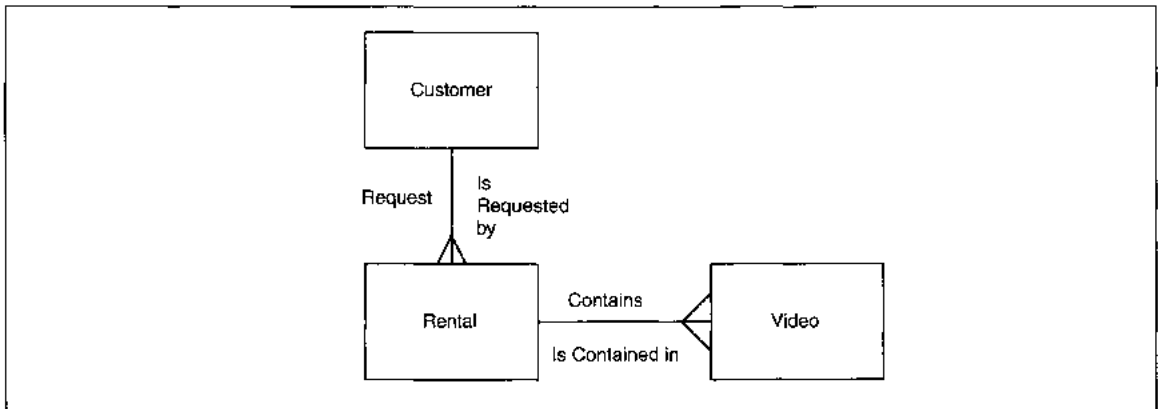 Customer
Request
Is
Requested
by
Rental
Contains
Video
Is Contained in